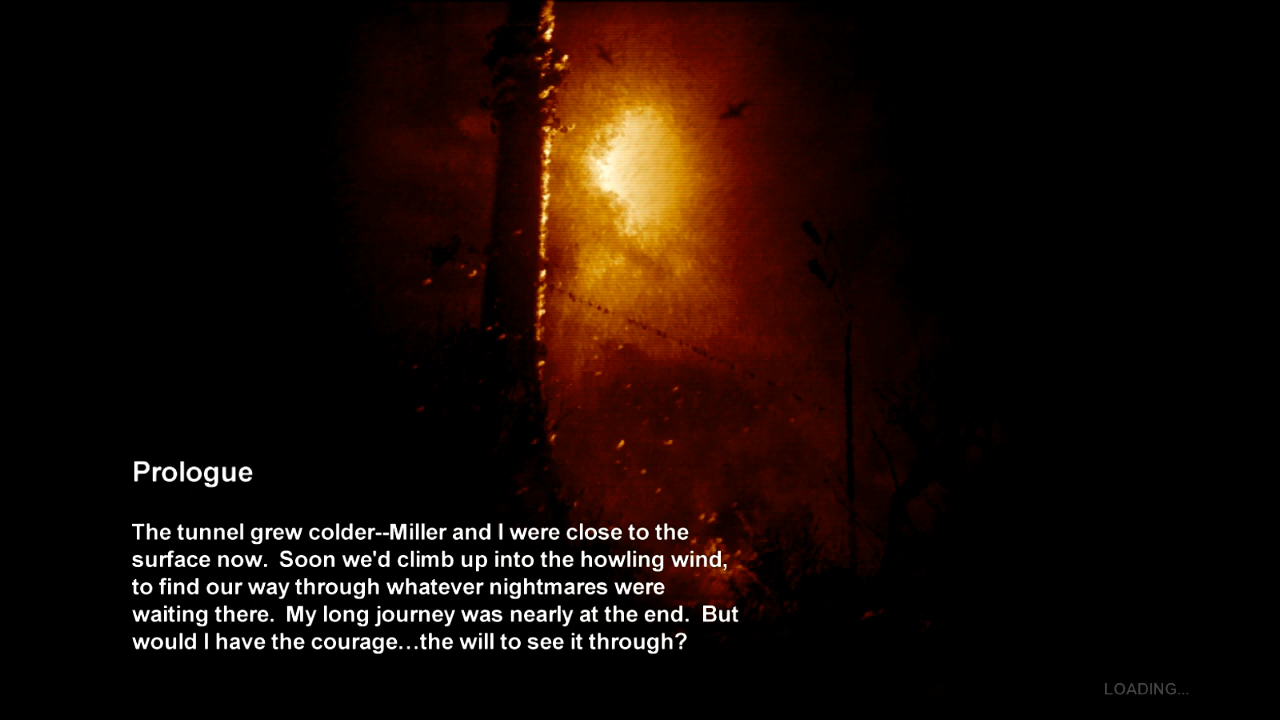 Prologue
The tunnel grew colder--Miller and I were close to the
surface now.  Soon we'd climb up into the howling wind,
to find our way through whatever nightmares were
waiting there.  My long journey was nearly at the end.  But
would I have the courage…the will to see it through?
LOADING...